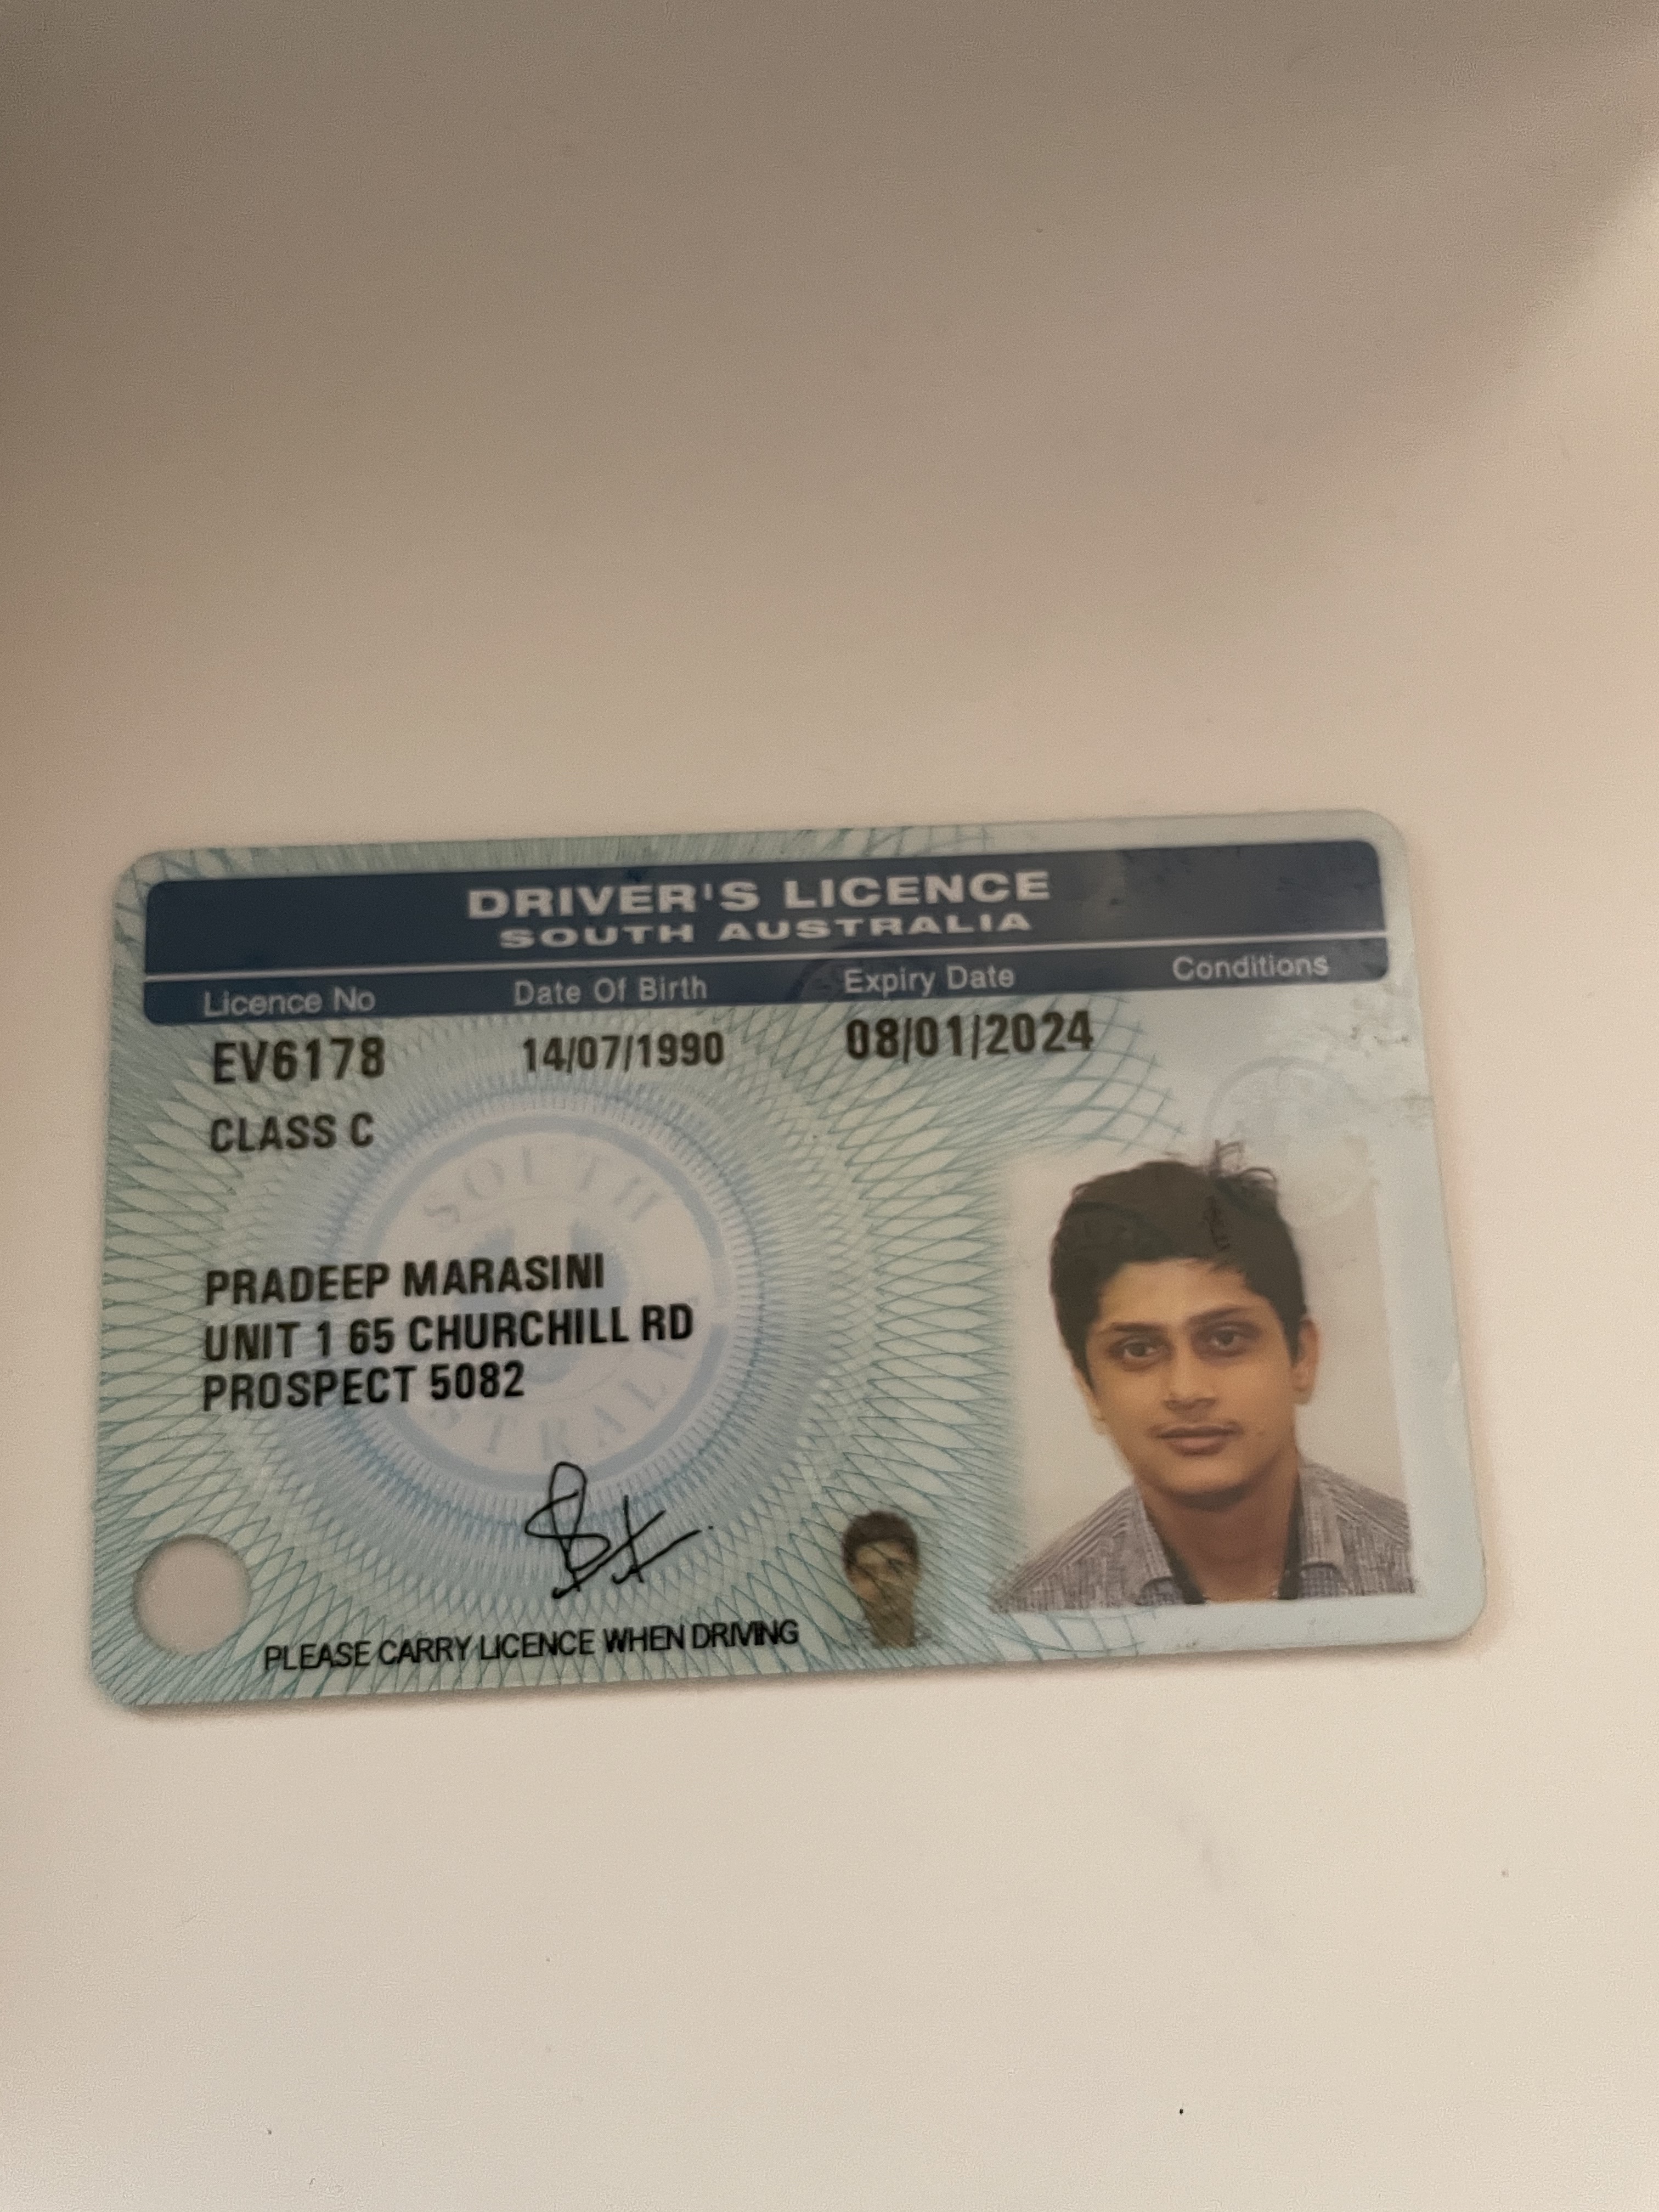 DRIVER'S LICENCE
SOUTH AUSTRALIA
Licence No Date Of Birth Expiry Date Conditions
EV6178 14/07/1990 08/01/2024
CLASS C
SOUTH
PRADEEP MARASINI
UNIT 1 65 CHURCHILL RD
PROSPECT 5082
PLEASE CARRY LICENCE WHEN DRIVING